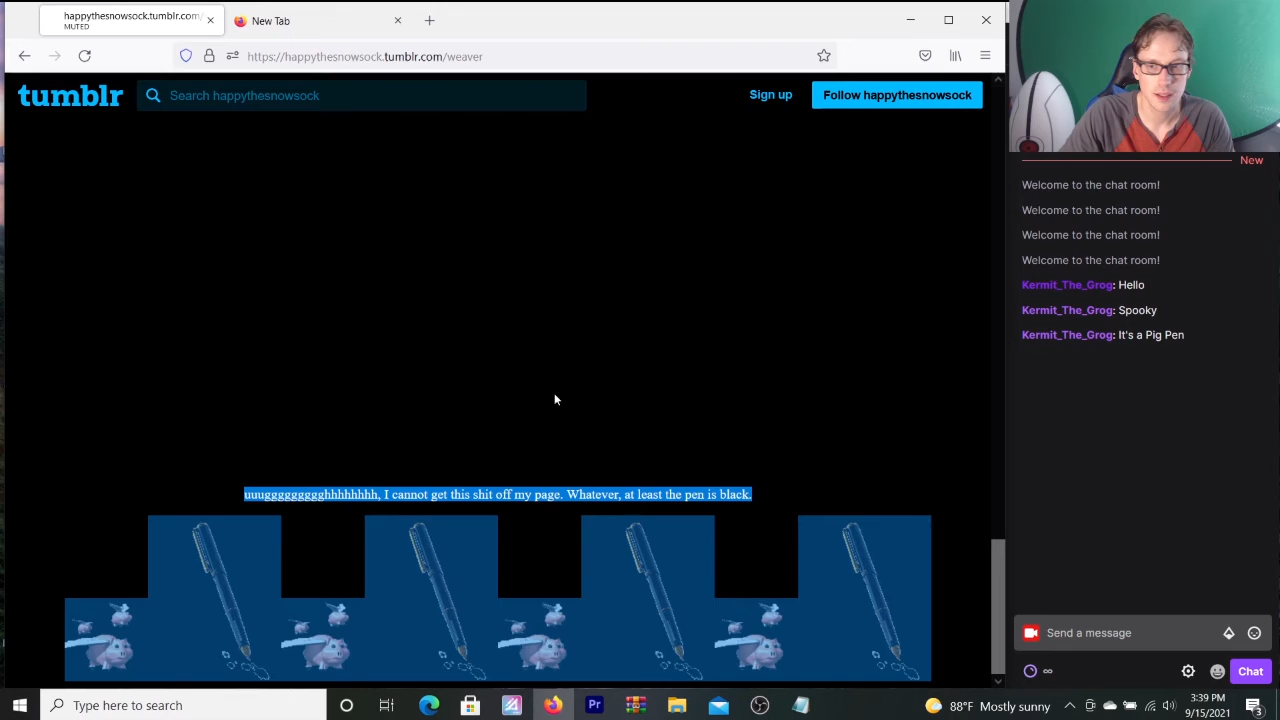 happythesnowsock.tumblr.com/
MUTED
New Tab
https://happythesnowsock.tumblr.com/weaver
tumblr
Search happythesnowsock
Sign up
Follow happythesnowsock
New
Welcome to the chat room!
Welcome to the chat room!
Welcome to the chat room!
Welcome to the chat room!
Kermit_The_Grog: Hello
Kermit_The_Grog: Spooky
Kermit_The_Grog: It's a Pig Pen
uuuggggggggghhhhhhhh, I cannot get this shit off my page. Whatever, at least the pen is black.
Send a message
∞
Chat
Type here to search
Pr
88°F Mostly sunny
3:39 PM
9/15/2021
3